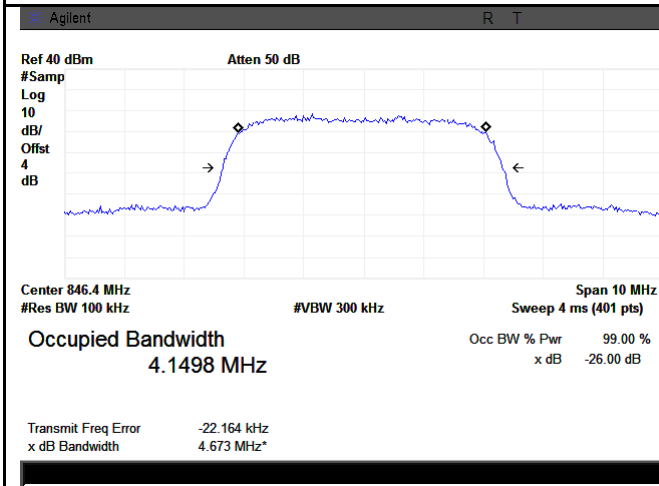 Agilent R T
Ref 40 dBm Atten 50 dB
#Samp
Log
10
dB/
Offst
4
dB
Center 846.4 MHz Span 10 MHz
#Res BW 100 kHz #VBW 300 kHz Sweep 4 ms (401 pts)
Occupied Bandwidth Occ BW % Pwr 99.00 %
4.1498 MHz x dB -26.00 dB
Transmit Freq Error -22.164 kHz
x dB Bandwidth 4.673 MHz*